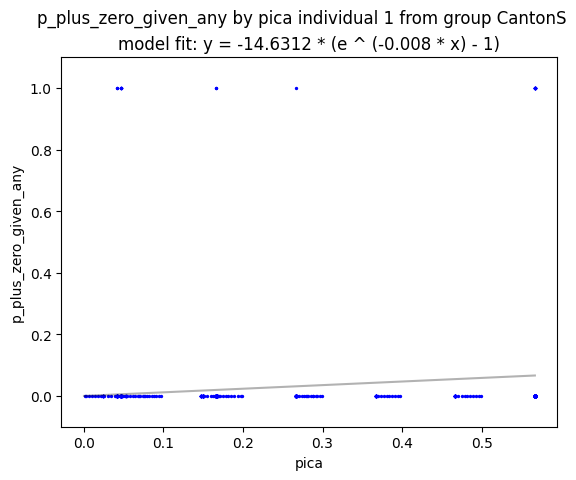 p_plus_zero_given_any by pica individual 1 from group CantonS
model fit: y = -14.6312 * (e ^ (-0.008 * x) - 1)
1.0
0.8
0.6
0.4
0.2
0.0
p_plus_zero_given_any
0.0 0.1 0.2 0.3 0.4 0.5
pica